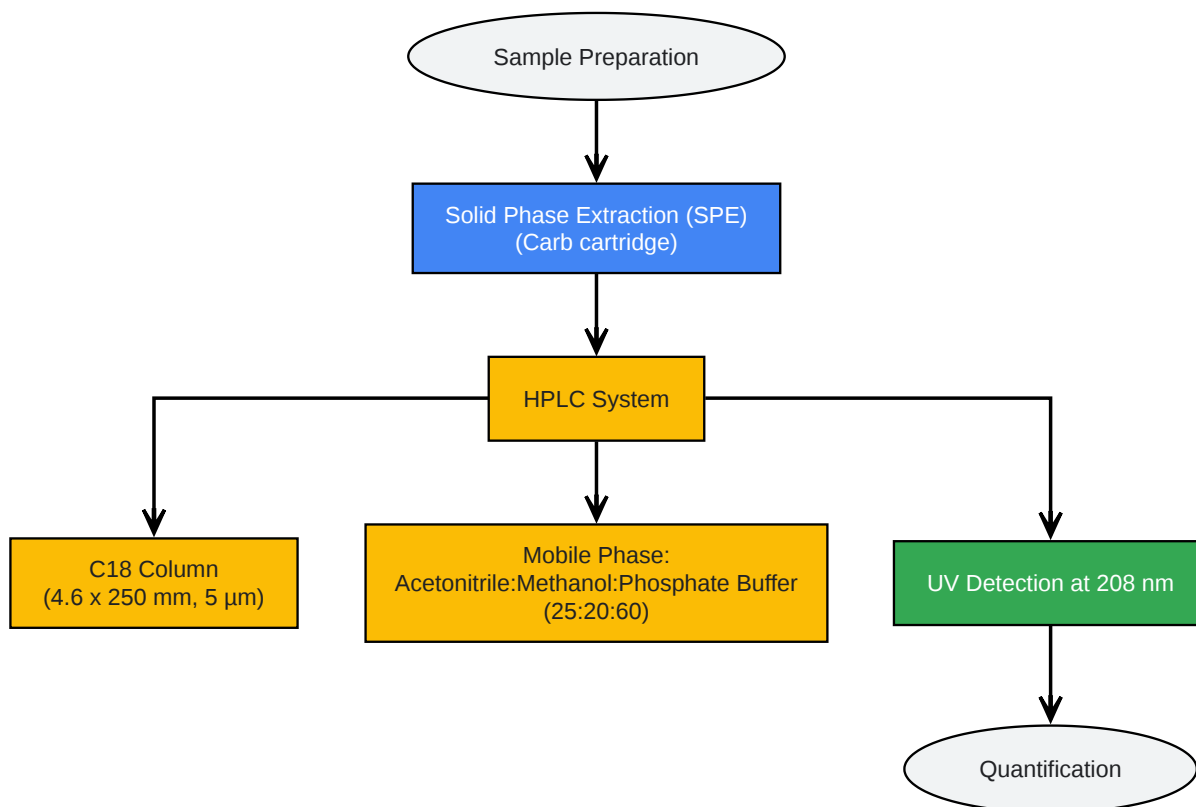 Sample Preparation
Solid Phase Extraction (SPE)
(Carb cartridge)
HPLC System
C18 Column
(4.6 x 250 mm, 5 µm)
Mobile Phase:
Acetonitrile:Methanol:Phosphate Buffer
(25:20:60)
UV Detection at 208 nm
Quantification